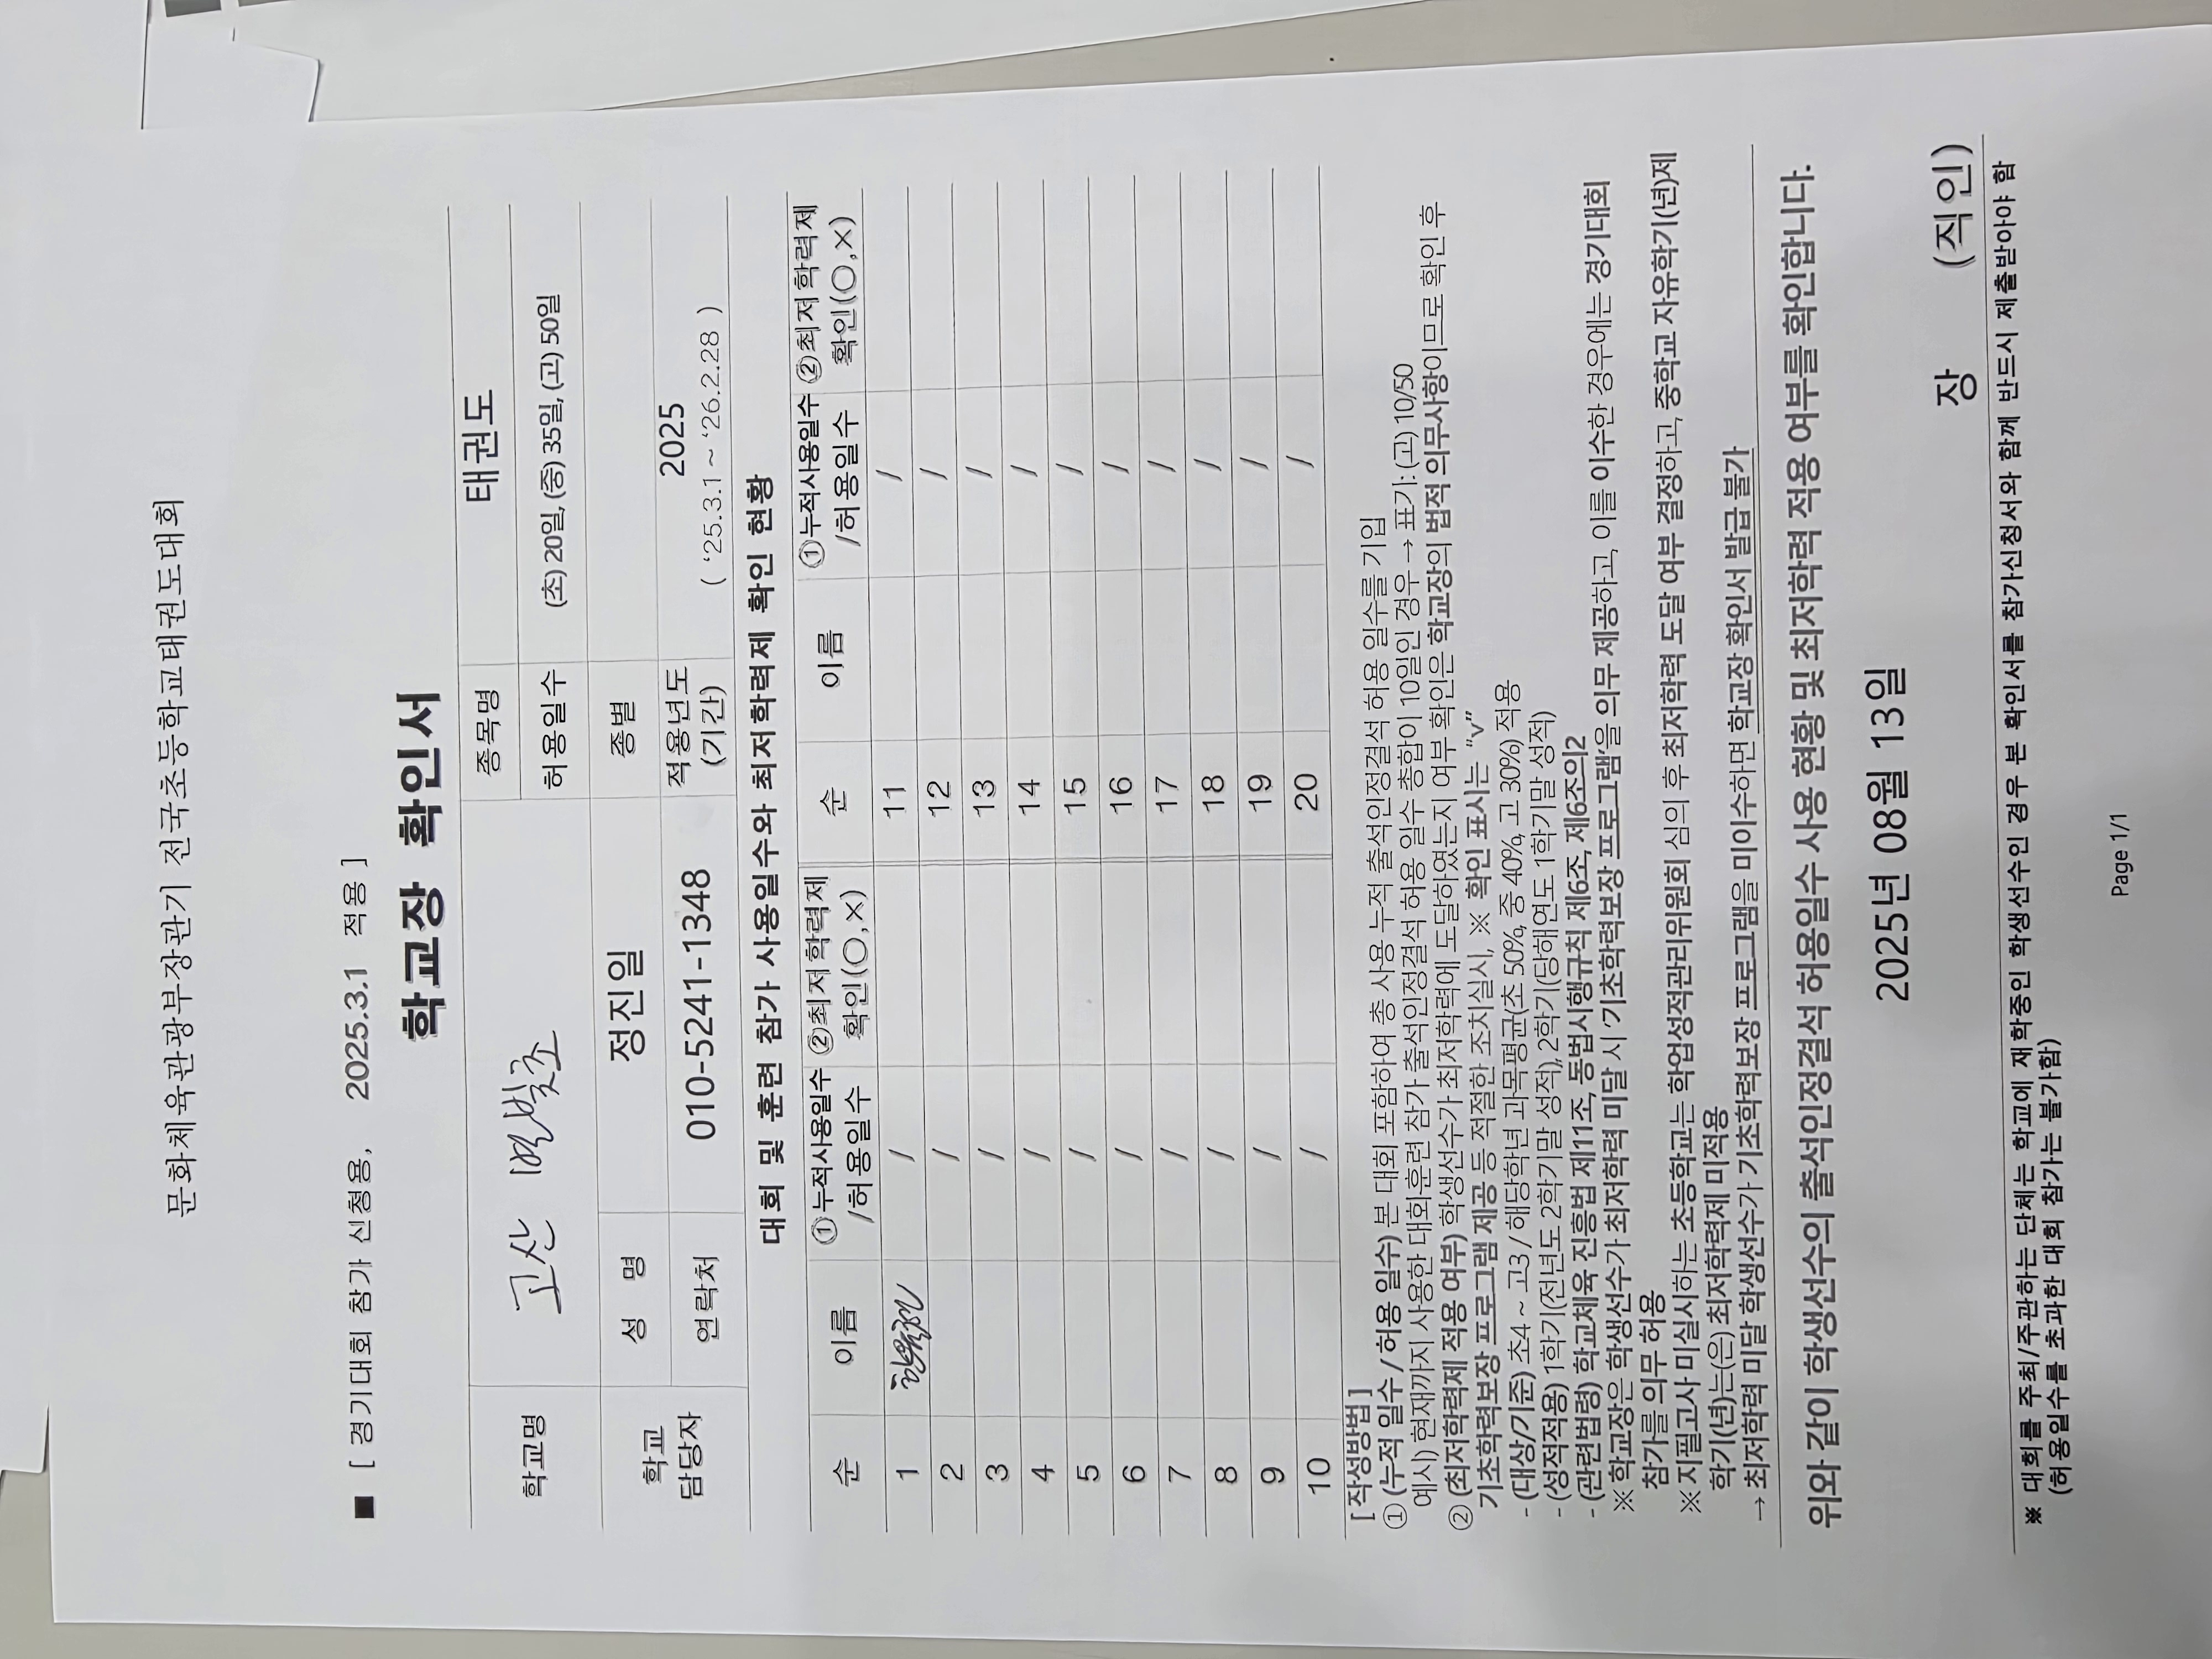 문화체육관광부장관기 전국초등학교태권도대회
■ [ 경기대회 참가 신청용, 2025.3.1 적용 ]
학교장 확인서
학교명 고산 별빛초 종목명 태권도
허용일수 (초) 20일, (중) 35일, (고) 50일
학교 담당자 성 명 정진일 종별
연락처 010-5241-1348 적용년도 (기간) 2025 ( ‘25.3.1 ~ ‘26.2.28 )
대회 및 훈련 참가 사용일수와 최저학력제 확인 현황
순 이름 ①누적사용일수 /허용일수 ②최저학력제 확인(○,×) 순 이름 ①누적사용일수 /허용일수 ②최저학력제 확인(○,×)
1 / 11 /
2 / 12 /
3 / 13 /
4 / 14 /
5 / 15 /
6 / 16 /
7 / 17 /
8 / 18 /
9 / 19 /
10 / 20 /
[ 작성방법 ]
① (누적 일수 / 허용 일수) 본 대회 포함하여 총 사용 누적 출석인정결석 허용 일수를 기입
예시) 현재까지 사용한 대회·훈련 참가 출석인정결석 허용 일수 총합이 10일인 경우 → 표기: (고) 10/50
② (최저학력제 적용 여부) 학생선수가 최저학력에 도달하였는지 여부 확인은 학교장의 법적 의무사항이므로 확인 후
기초학력보장 프로그램 제공 등 적절한 조치실시, ※ 확인 표시는 “v”
- (대상/기준) 초4 ~ 고3 / 해당학년 과목평균(초 50%, 중 40%, 고 30%) 적용
- (성적적용) 1학기(전년도 2학기말 성적), 2학기(당해연도 1학기말 성적)
- (관련법령) 학교체육 진흥법 제11조, 동법시행규칙 제6조, 제6조의2
※ 학교장은 학생선수가 최저학력 미달 시 ‘기초학력보장 프로그램’을 의무 제공하고, 이를 이수한 경우에는 경기대회
참가를 의무 허용
※ 지필고사 미실시하는 초등학교는 학업성적관리위원회 심의 후 최저학력 도달 여부 결정하고, 중학교 자유학기(년)제
학기(년)는(은) 최저학력제 미적용
→ 최저학력 미달 학생선수가 기초학력보장 프로그램을 미이수하면 학교장 확인서 발급 불가
위와 같이 학생선수의 출석인정결석 허용일수 사용 현황 및 최저학력 적용 여부를 확인합니다.
2025년 08월 13일
장 (직인)
※ 대회를 주최/주관하는 단체는 학교에 재학중인 학생선수인 경우 본 확인서를 참가신청서와 함께 반드시 제출받아야 함
(허용일수를 초과한 대회 참가는 불가함)
Page 1/1